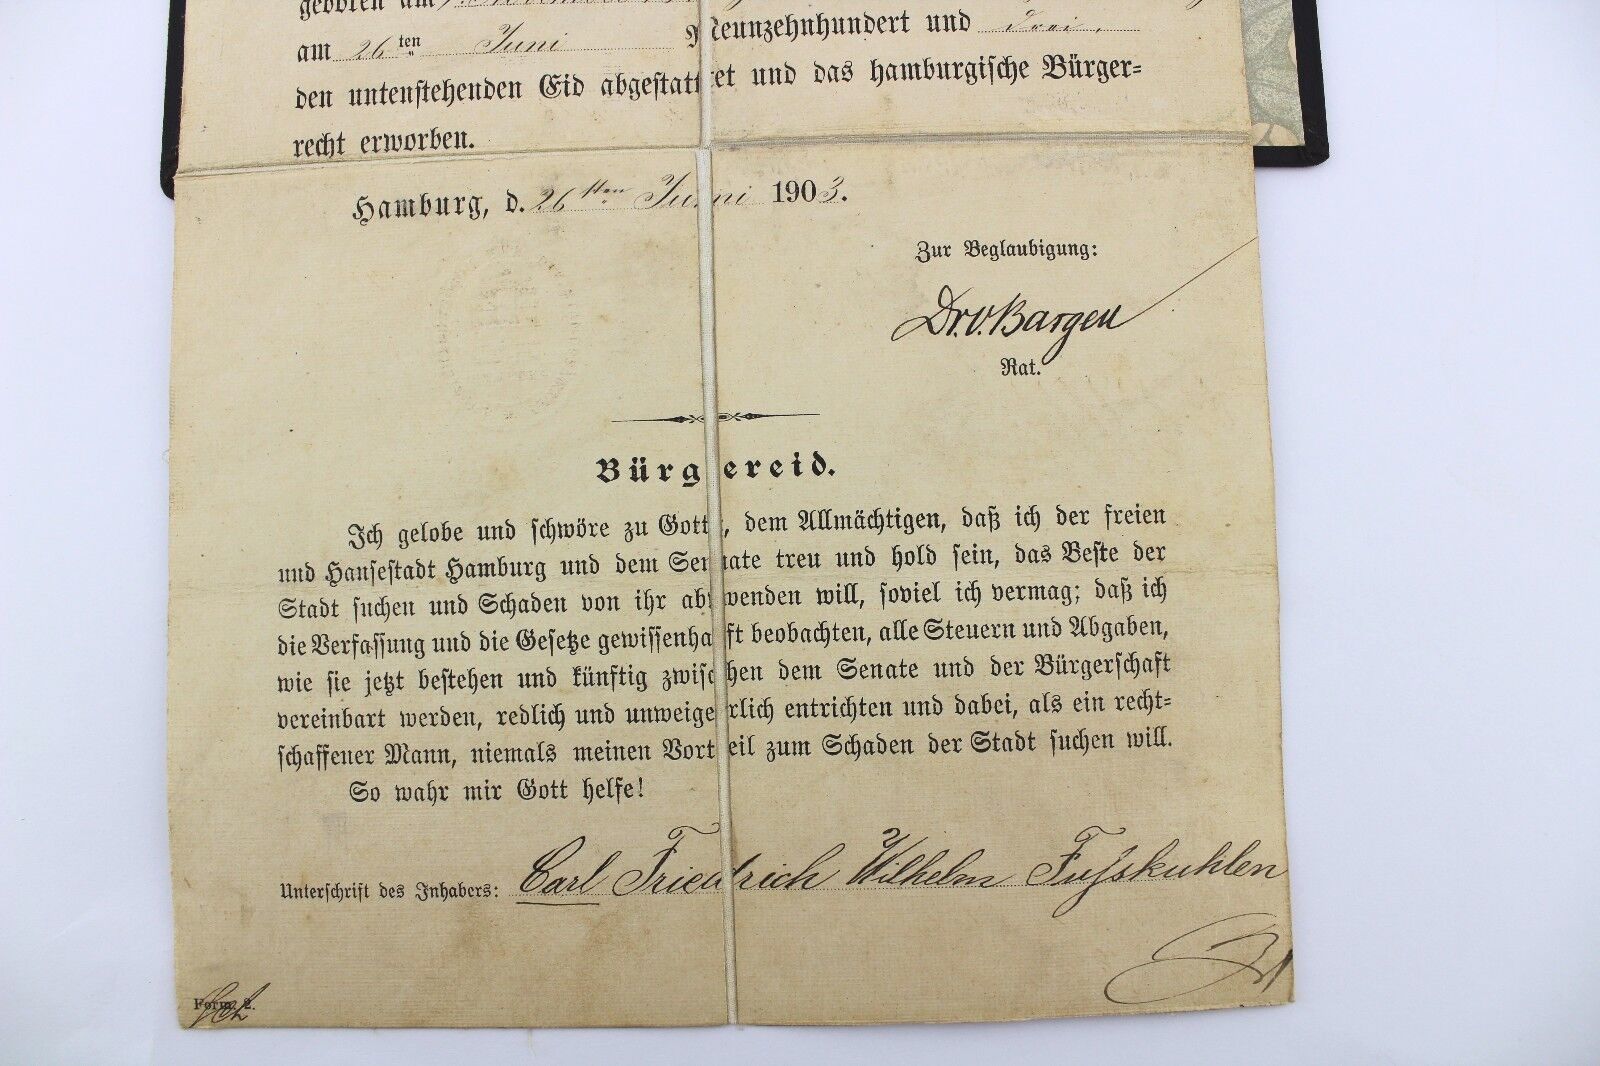 geboren am
am 26ten Juni Neunzehnhundert und drei,
den untenstehenden Eid abgestattet und das hamburgische Bürger=
recht erworben.
Hamburg, d. 26sten Juni 1903.
Zur Beglaubigung:
Dr. v. Bargen
Rat.
Bürgereid.
Ich gelobe und schwöre zu Gott, dem Allmächtigen, daß ich der freien
und Hansestadt Hamburg und dem Senate treu und hold sein, das Beste der
Stadt suchen und Schaden von ihr abwenden will, soviel ich vermag; daß ich
die Verfassung und die Gesetze gewissenhaft beobachten, alle Steuern und Abgaben,
wie sie jetzt bestehen und künftig zwischen dem Senate und der Bürgerschaft
vereinbart werden, redlich und unweigerlich entrichten und dabei, als ein recht=
schaffener Mann, niemals meinen Vorteil zum Schaden der Stadt suchen will.
So wahr mir Gott helfe!
Unterschrift des Inhabers: Carl Friedrich Wilhelm Fusskuhlen
Form. 2.